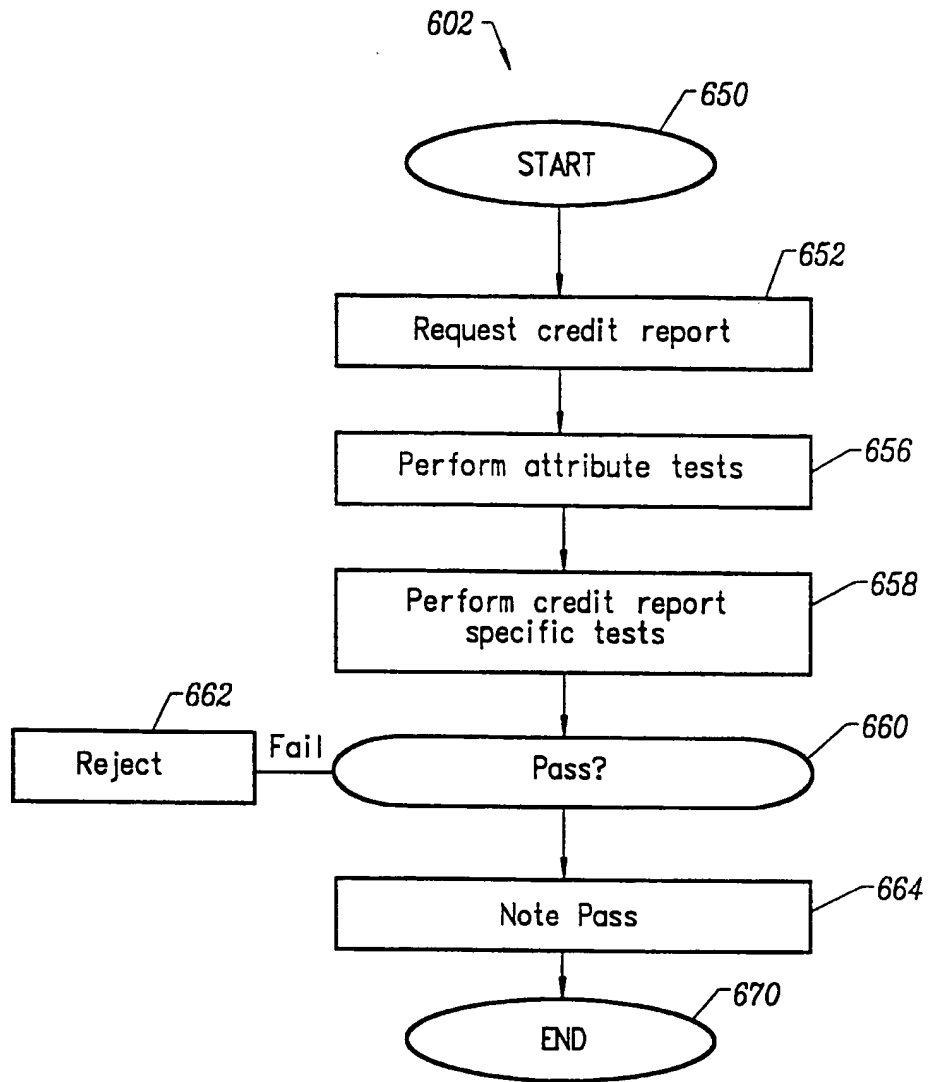 602
650
START
652
Request credit report
Perform attribute tests
656
Perform credit report
specific tests
658
662
Reject
Fail
Pass?
660
Note Pass
664
670
END